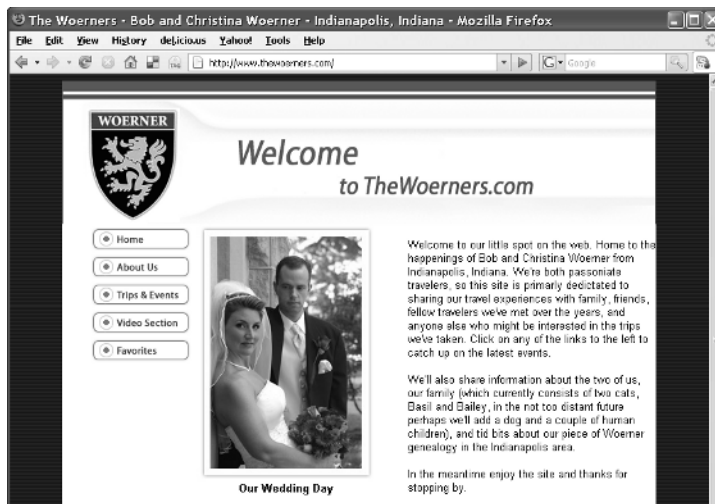 The Woerners - Bob and Christina Woerner - Indianapolis, Indiana - Mozilla Firefox
File Edit View History del.icio.us Yahoo! Tools Help
http://www.thewoerners.com/
Google
WOERNER
Welcome
to TheWoerners.com
Home
About Us
Trips & Events
Video Section
Favorites
Our Wedding Day
Welcome to our little spot on the web. Home to the
happenings of Bob and Christina Woerner from
Indianapolis, Indiana. We're both passionate
travelers, so this site is primarly dedictated to
sharing our travel experiences with family, friends,
fellow travelers we've met over the years, and
anyone else who might be interested in the trips
we've taken. Click on any of the links to the left to
catch up on the latest events.
We'll also share information about the two of us,
our family (which currently consists of two cats,
Basil and Bailey, in the not too distant future
perhaps we'll add a dog and a couple of human
children), and tid bits about our piece of Woerner
genealogy in the Indianapolis area.
In the meantime enjoy the site and thanks for
stopping by.